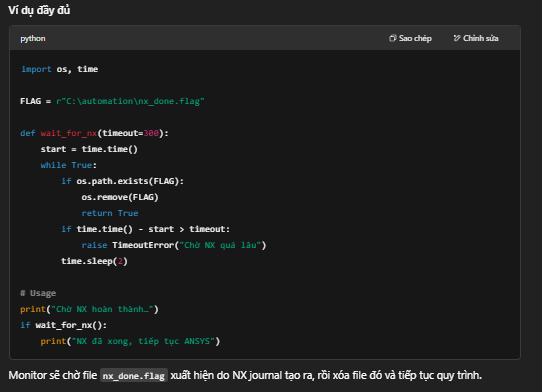 Ví dụ đầy đủ
python
Sao chép
Chỉnh sửa
import os, time
FLAG = r"C:\automation\nx_done.flag"
def wait_for_nx(timeout=300):
    start = time.time()
    while True:
        if os.path.exists(FLAG):
            os.remove(FLAG)
            return True
        if time.time() - start > timeout:
            raise TimeoutError("Chờ NX quá lâu")
        time.sleep(2)
# Usage
print("Chờ NX hoàn thành…")
if wait_for_nx():
    print("NX đã xong, tiếp tục ANSYS")
Monitor sẽ chờ file nx_done.flag xuất hiện do NX journal tạo ra, rồi xóa file đó và tiếp tục quy trình.